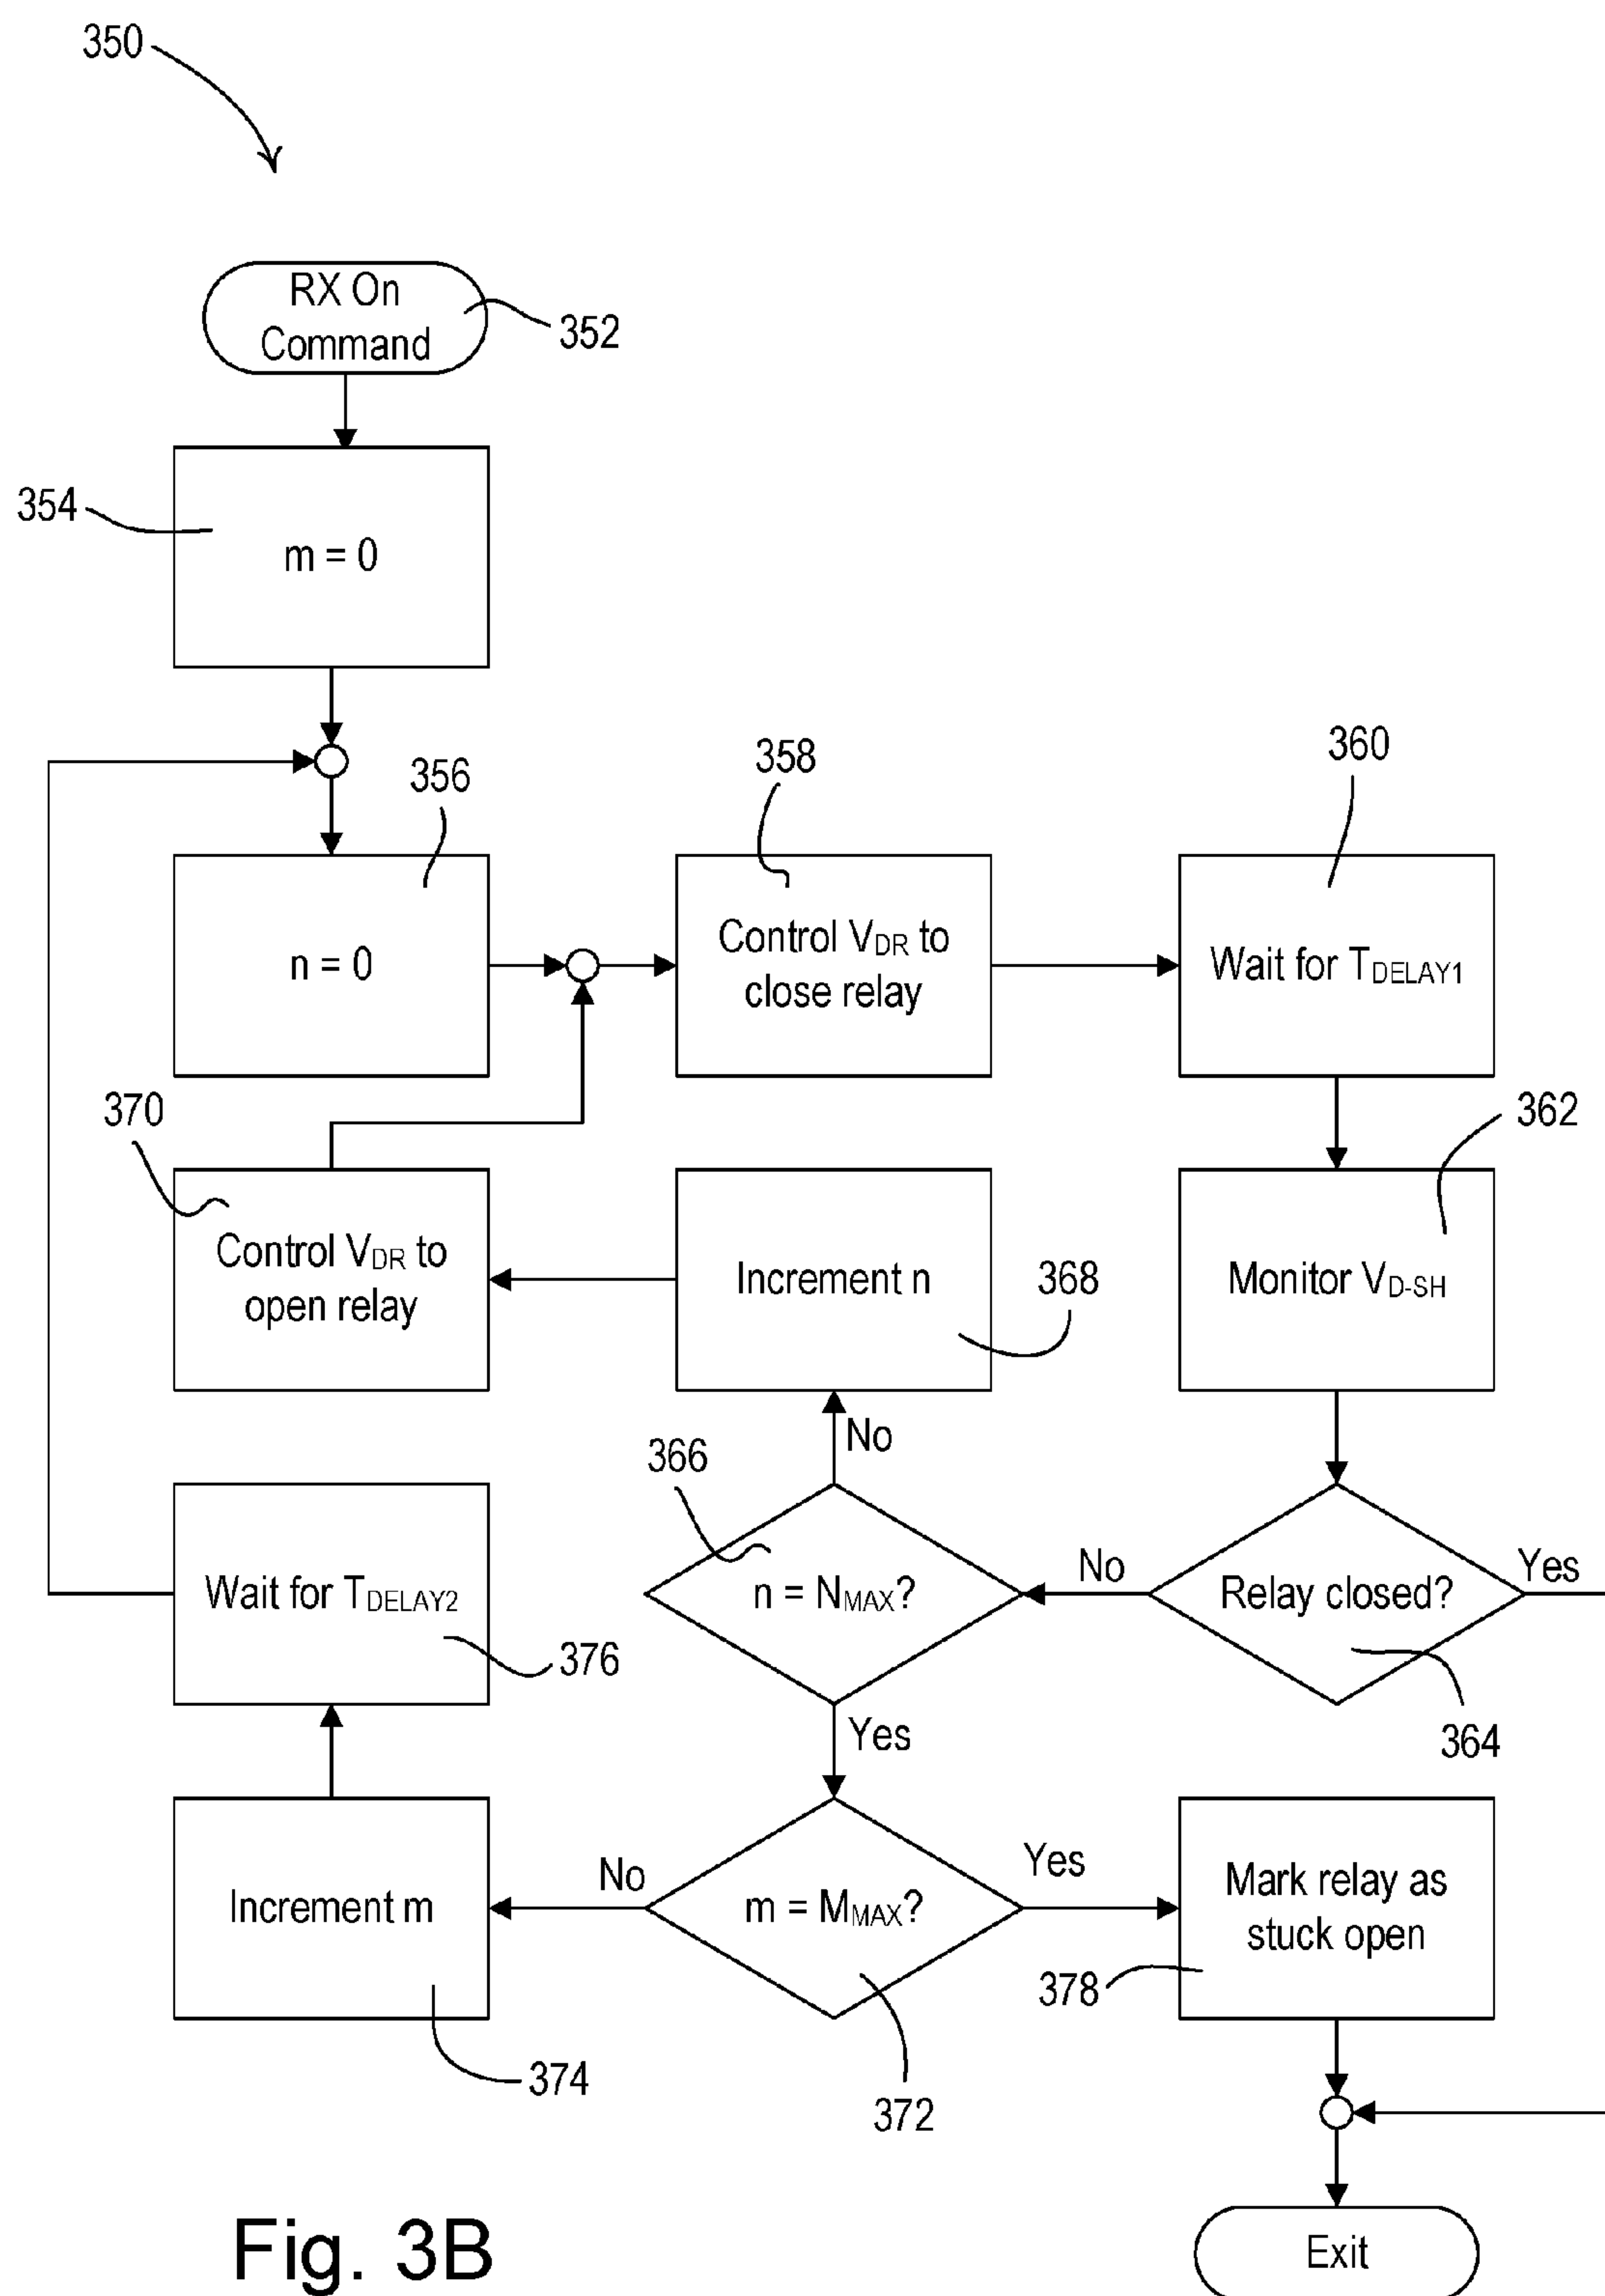 350
RX On
Command
352
354
m = 0
356
358
360
n = 0
Control VDR to
close relay
Wait for TDELAY1
370
362
Control VDR to
open relay
Increment n
368
Monitor VD-SH
No
366
Wait for TDELAY2
n = NMAX?
No
Relay closed?
Yes
376
Yes
364
Increment m
No
m = MMAX?
Yes
Mark relay as
stuck open
378
374
372
Fig. 3B
Exit